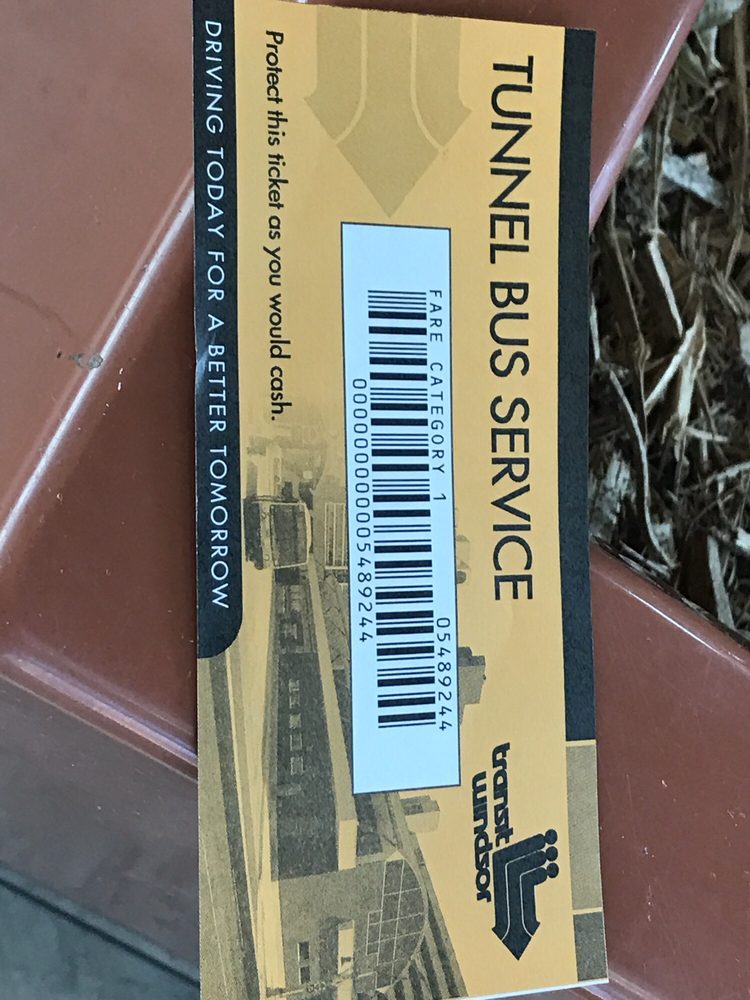 TUNNEL BUS SERVICE
transit
windsor
FARE CATEGORY 1
05489244
000000000005489244
Protect this ticket as you would cash.
DRIVING TODAY FOR A BETTER TOMORROW